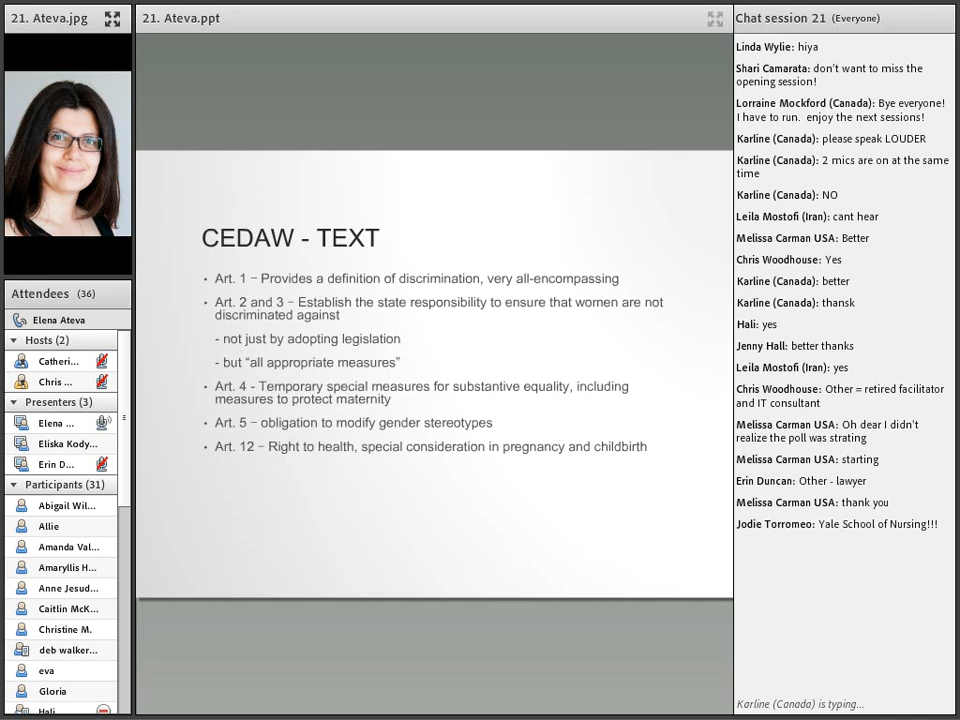 21. Ateva.jpg
Attendees (36)
Elena Ateva
Hosts (2)
Catheri...
Chris ...
Presenters (3)
Elena ...
Eliska Kody...
Erin D...
Participants (31)
Abigail Wil...
Allie
Amanda Val...
Amaryllis H...
Anne Jesud...
Caitlin McK...
Christine M.
deb walker...
eva
Gloria
Hali
21. Ateva.ppt
CEDAW - TEXT
• Art. 1 – Provides a definition of discrimination, very all-encompassing
• Art. 2 and 3 – Establish the state responsibility to ensure that women are not
discriminated against
- not just by adopting legislation
- but “all appropriate measures”
• Art. 4 - Temporary special measures for substantive equality, including
measures to protect maternity
• Art. 5 - obligation to modify gender stereotypes
• Art. 12 – Right to health, special consideration in pregnancy and childbirth
Chat session 21 (Everyone)
Linda Wylie: hiya
Shari Camarata: don't want to miss the
opening session!
Lorraine Mockford (Canada): Bye everyone!
I have to run. enjoy the next sessions!
Karline (Canada): please speak LOUDER
Karline (Canada): 2 mics are on at the same
time
Karline (Canada): NO
Leila Mostofi (Iran): cant hear
Melissa Carman USA: Better
Chris Woodhouse: Yes
Karline (Canada): better
Karline (Canada): thansk
Hali: yes
Jenny Hall: better thanks
Leila Mostofi (Iran): yes
Chris Woodhouse: Other = retired facilitator
and IT consultant
Melissa Carman USA: Oh dear I didn't
realize the poll was strating
Melissa Carman USA: starting
Erin Duncan: Other - lawyer
Melissa Carman USA: thank you
Jodie Torromeo: Yale School of Nursing!!!
Karline (Canada) is typing...